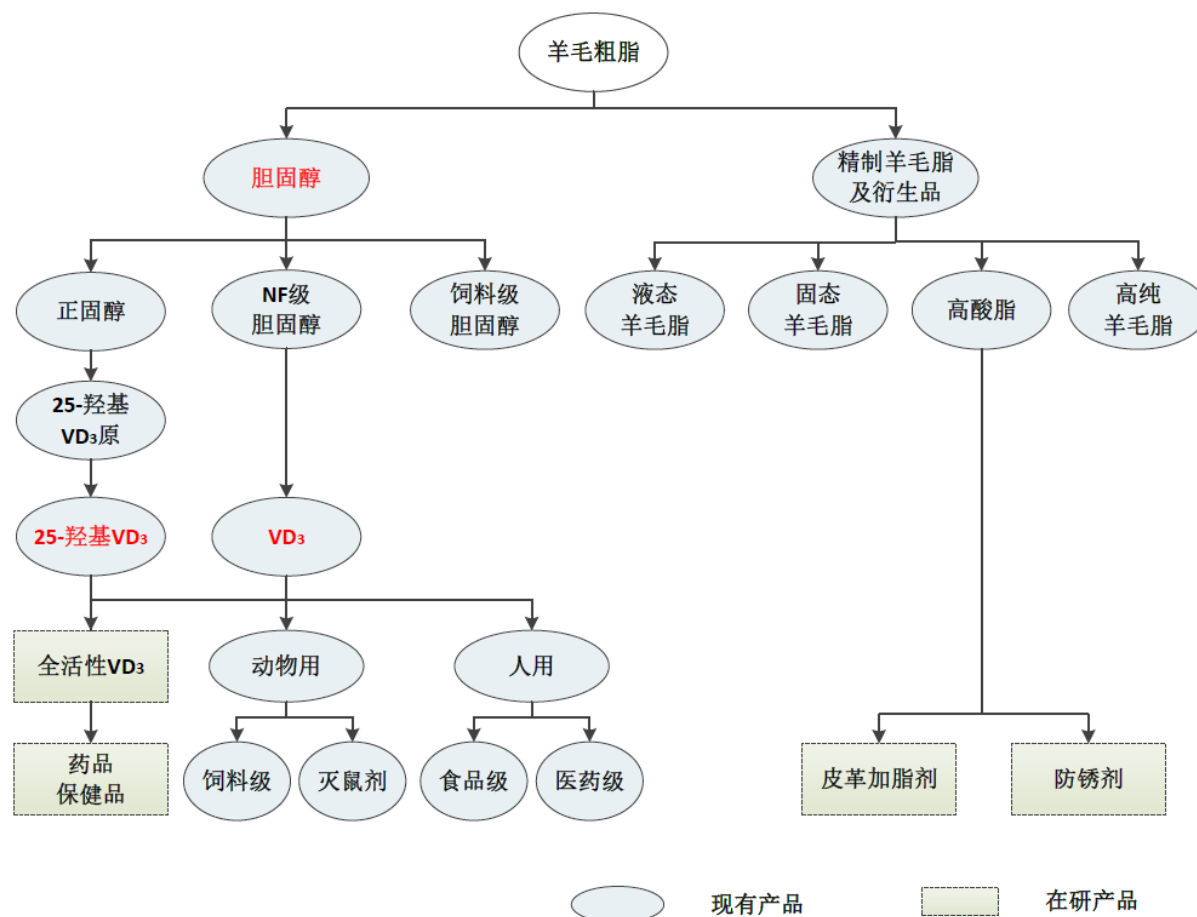 羊毛粗脂
胆固醇
精制羊毛脂
及衍生品
正固醇
NF级
胆固醇
饲料级
胆固醇
液态
羊毛脂
固态
羊毛脂
高酸脂
高纯
羊毛脂
25-羟基
VD₃原
25-羟基VD₃
VD₃
全活性VD₃
动物用
人用
药品
保健品
饲料级
灭鼠剂
食品级
医药级
皮革加脂剂
防锈剂
现有产品
在研产品